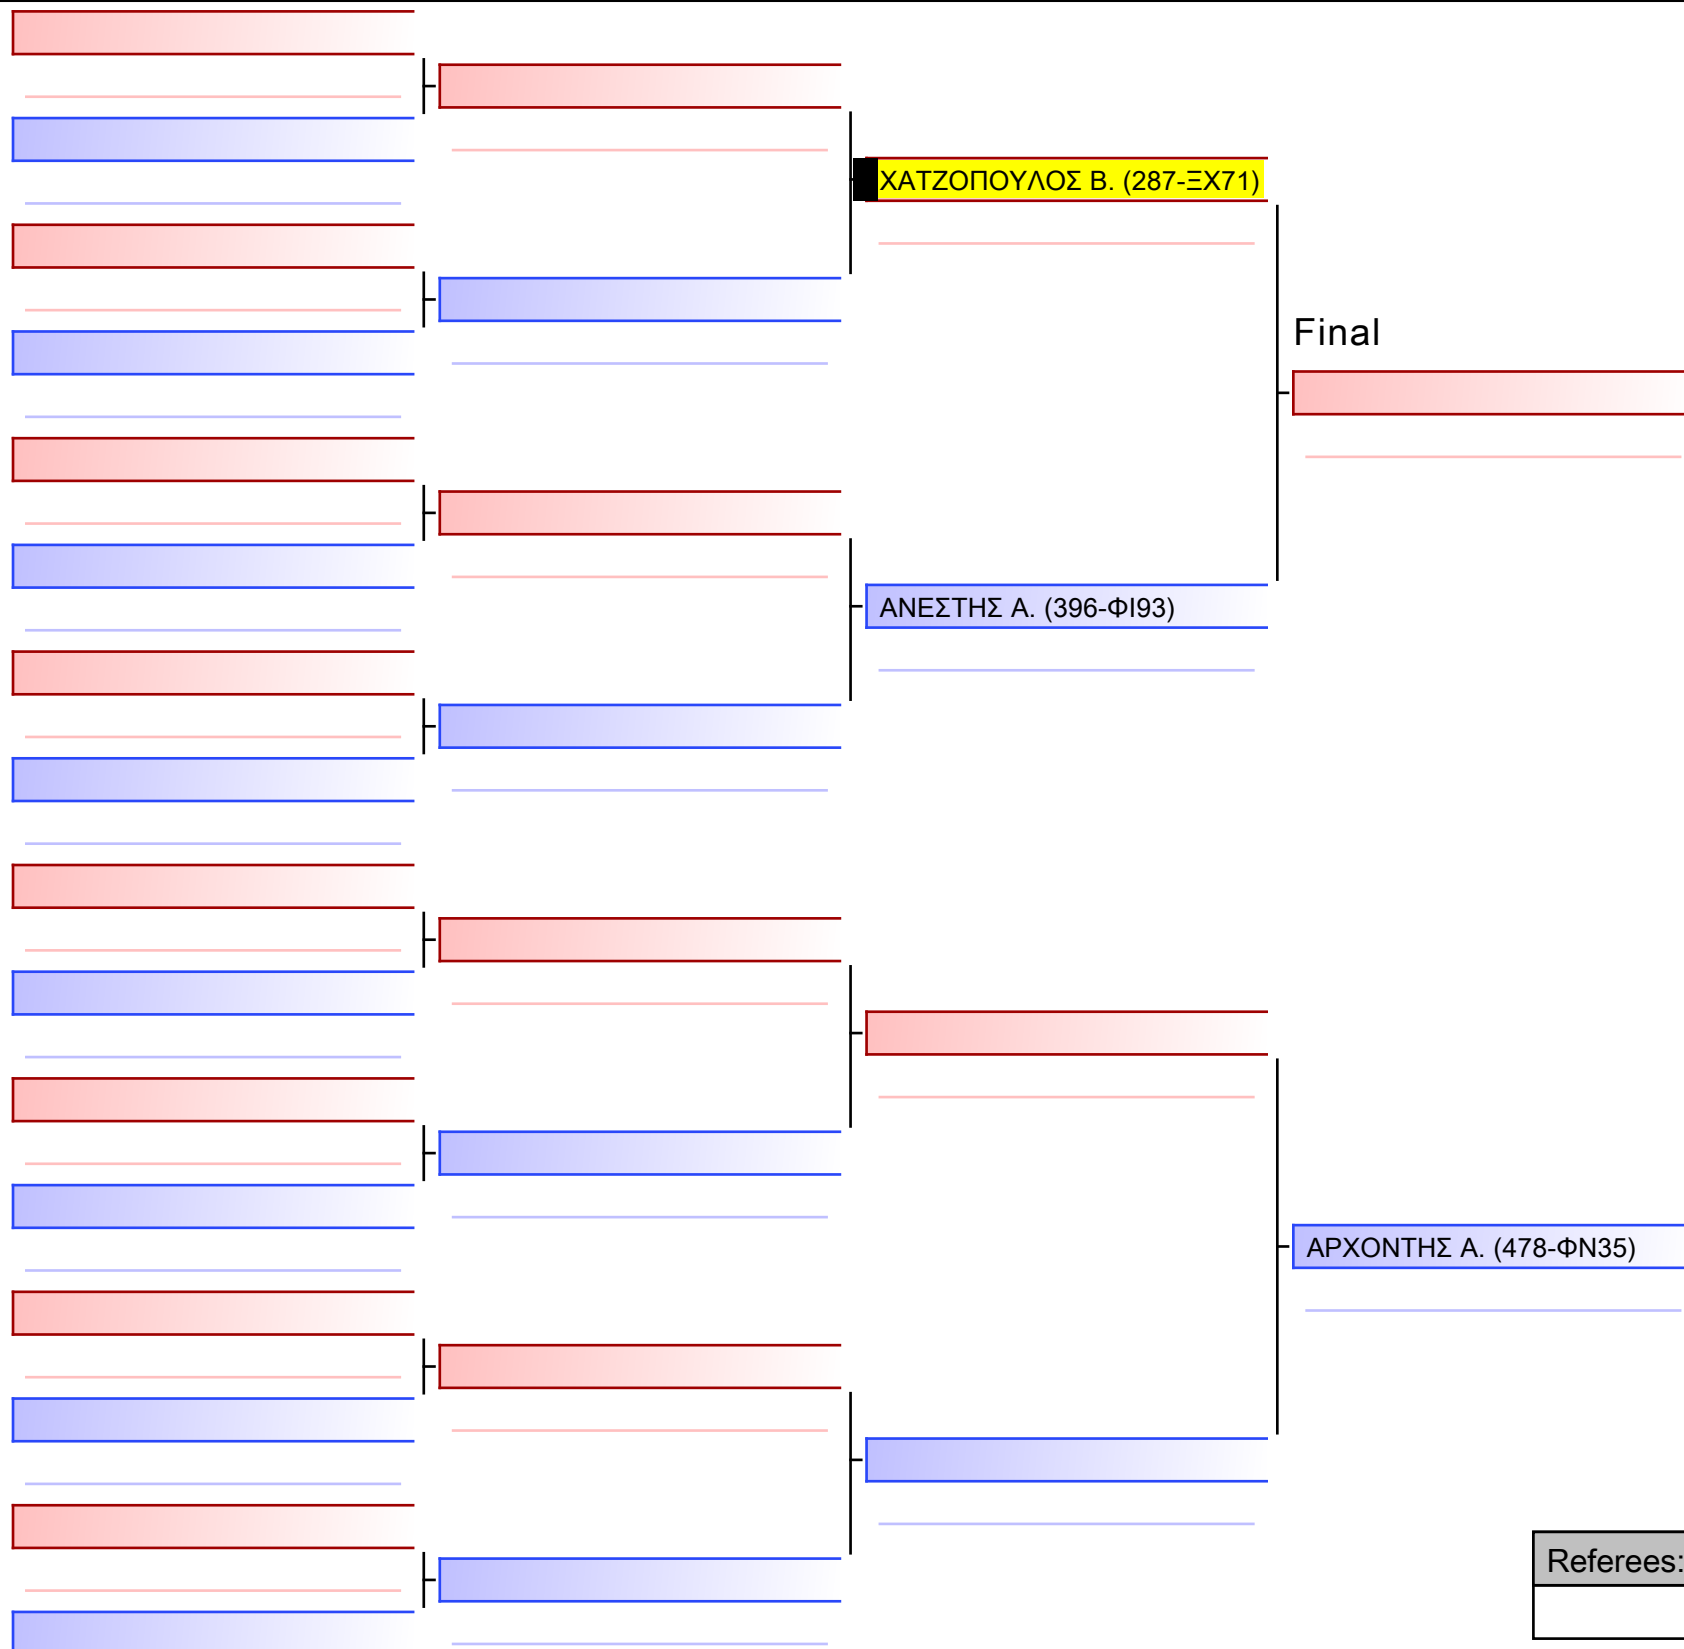 ΧΑΤΖΟΠΟΥΛΟΣ Β. (287-ΞΧ71)
Final
ΑΝΕΣΤΗΣ Α. (396-ΦΙ93)
ΑΡΧΟΝΤΗΣ Α. (478-ΦΝ35)
Referees: